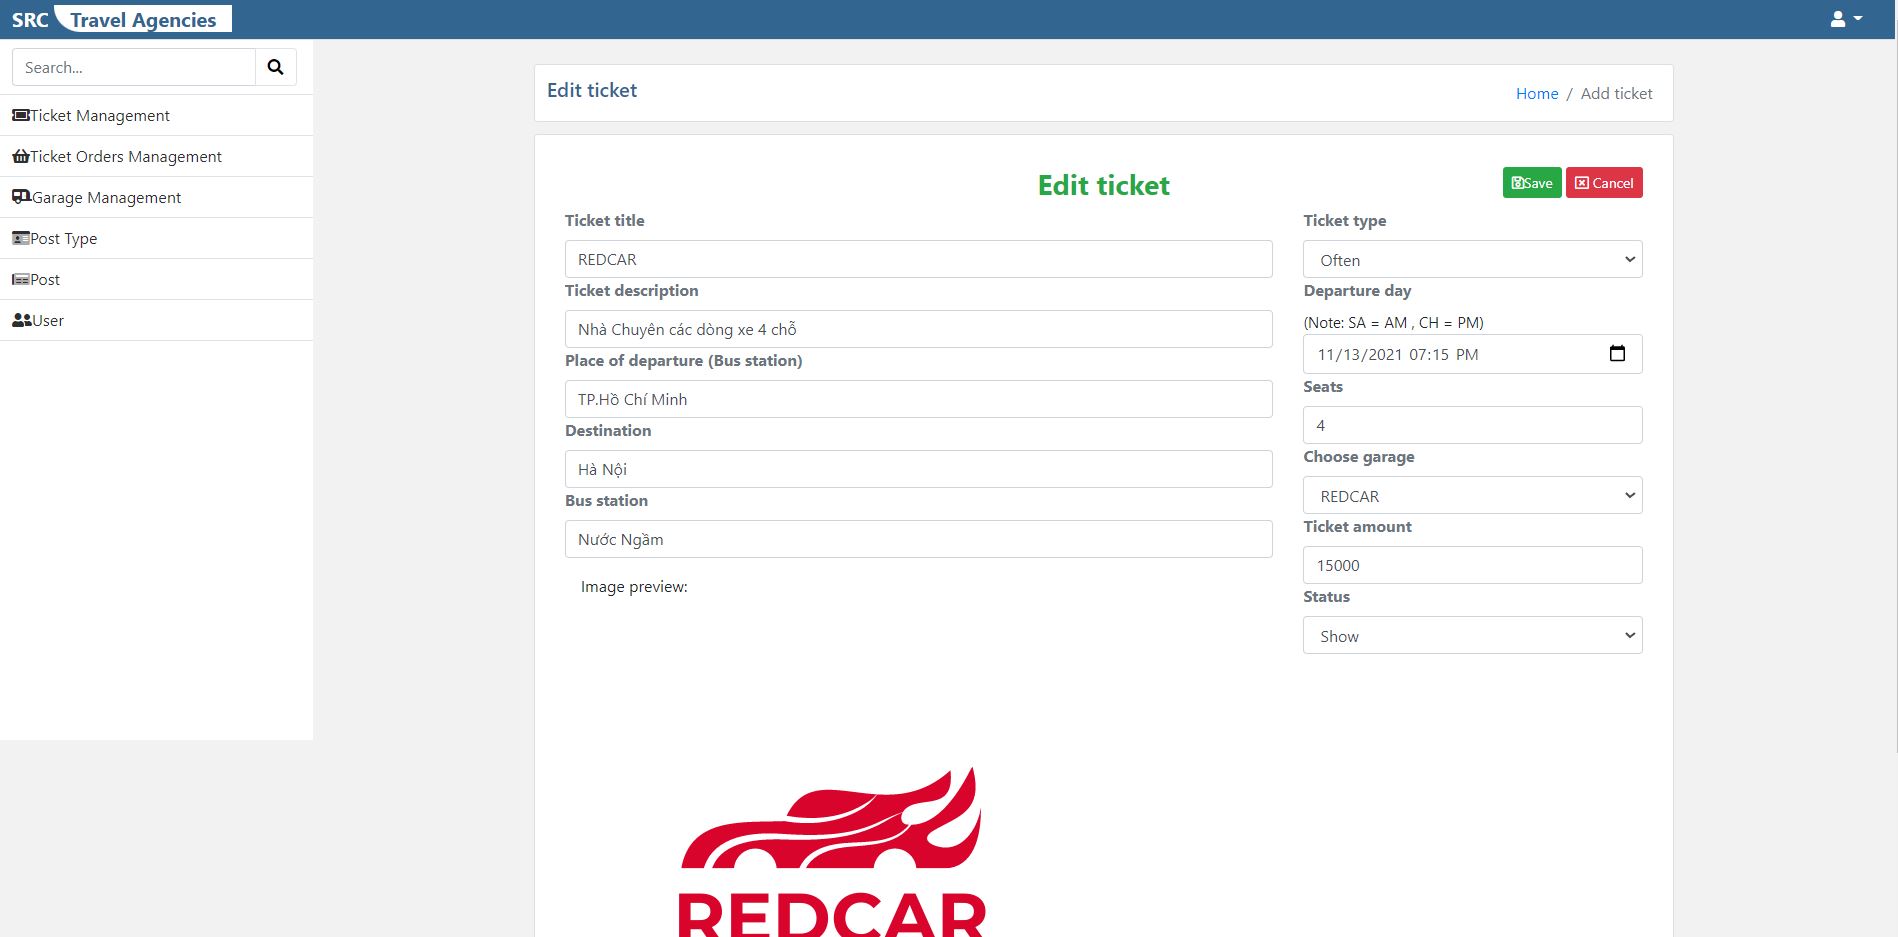 SRC Travel Agencies
Search...
Ticket Management
Ticket Orders Management
Garage Management
Post Type
Post
User
Edit ticket
Home / Add ticket
Edit ticket
Save Cancel
Ticket title
REDCAR
Ticket description
Nhà Chuyên các dòng xe 4 chỗ
Place of departure (Bus station)
TP.Hồ Chí Minh
Destination
Hà Nội
Bus station
Nước Ngầm
Image preview:
REDCAR
Ticket type
Often
Departure day
(Note: SA = AM , CH = PM)
11/13/2021 07:15 PM
Seats
4
Choose garage
REDCAR
Ticket amount
15000
Status
Show